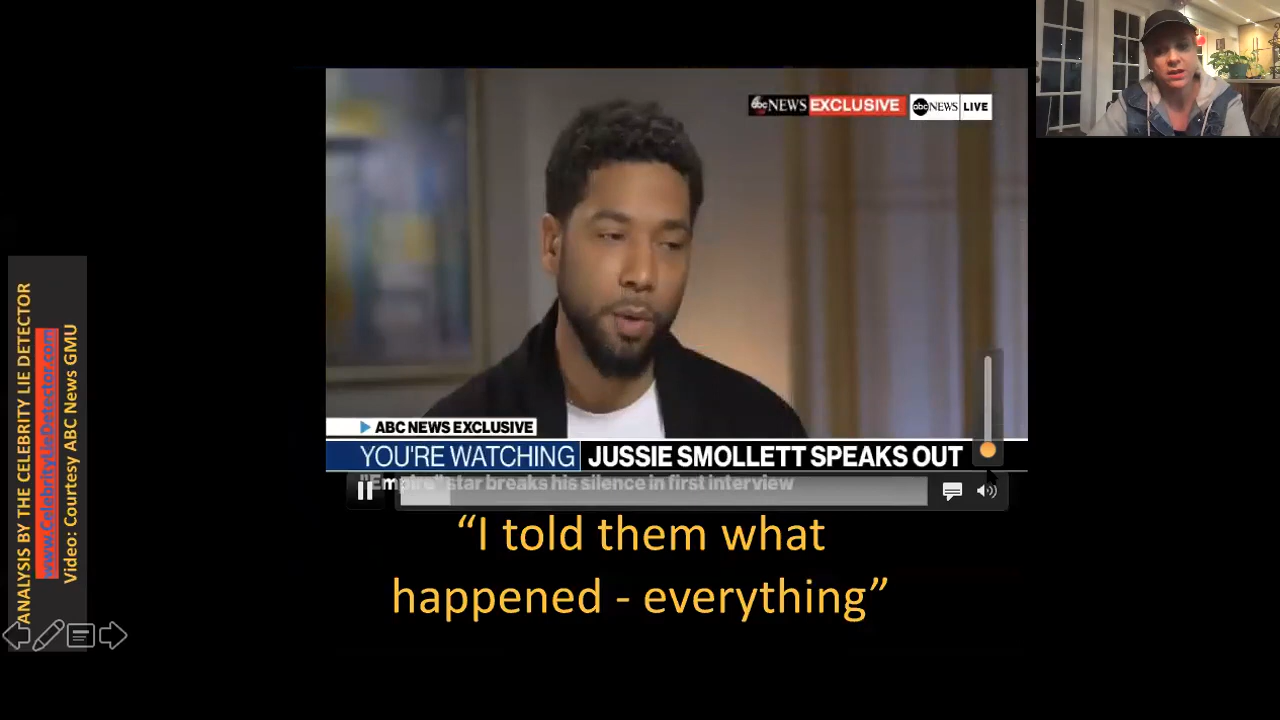 abc NEWS EXCLUSIVE abc NEWS LIVE
ABC NEWS EXCLUSIVE
YOU'RE WATCHING JUSSIE SMOLLETT SPEAKS OUT
"Empire" star breaks his silence in first interview
“I told them what
happened - everything”
ANALYSIS BY THE CELEBRITY LIE DETECTOR
www.CelebrityLieDetector.com
Video: Courtesy ABC News GMU